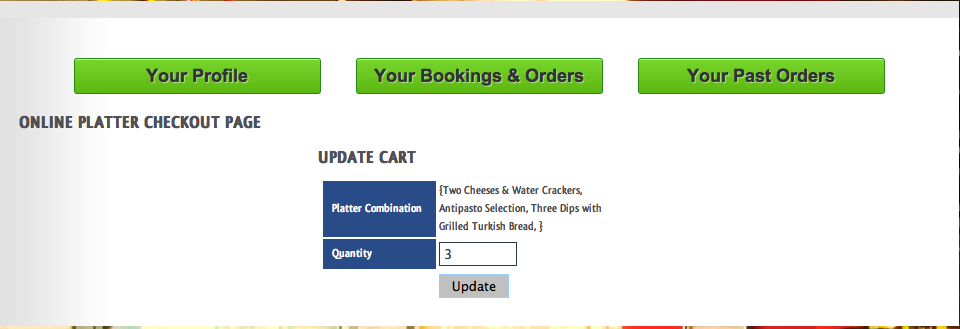 Your Profile
Your Bookings & Orders
Your Past Orders
ONLINE PLATTER CHECKOUT PAGE
UPDATE CART
Platter Combination
{Two Cheeses & Water Crackers,
Antipasto Selection, Three Dips with
Grilled Turkish Bread, }
Quantity
3
Update